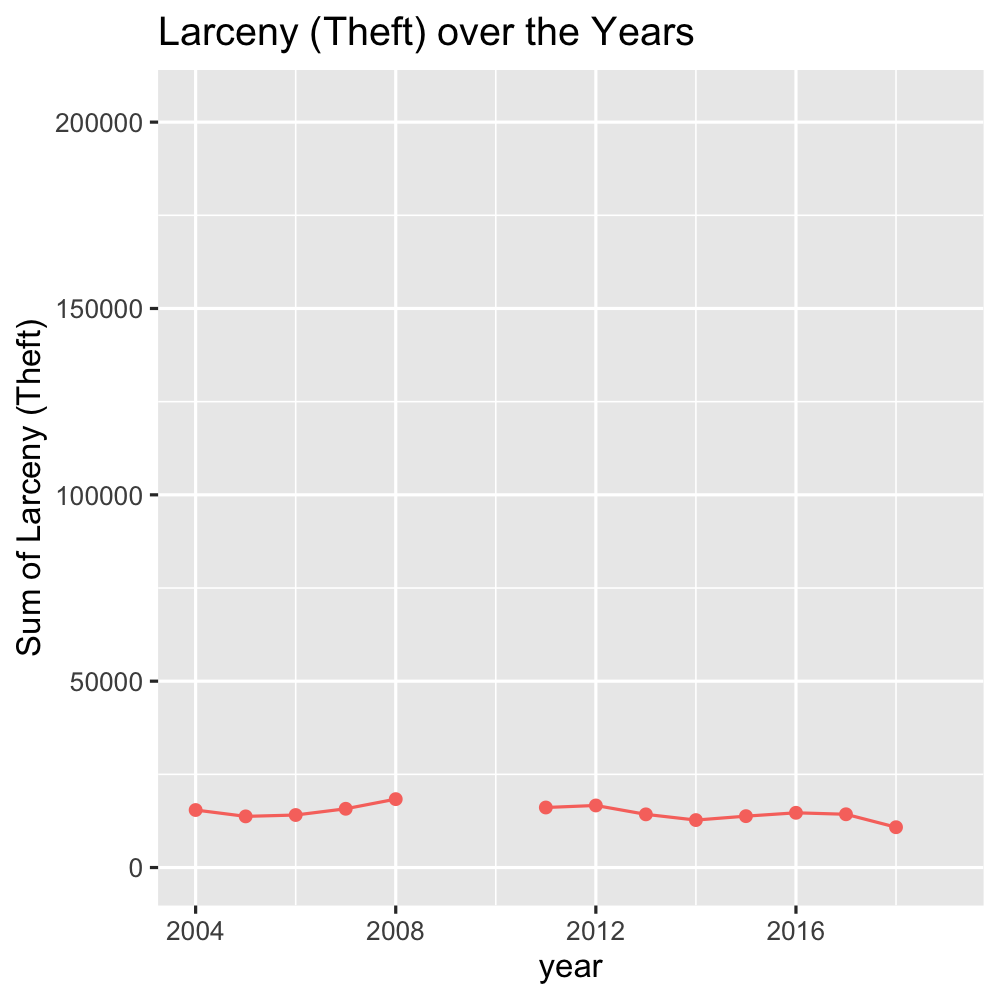 Larceny (Theft) over the Years
Sum of Larceny (Theft)
200000
150000
100000
50000
0
2004 2008 2012 2016
year